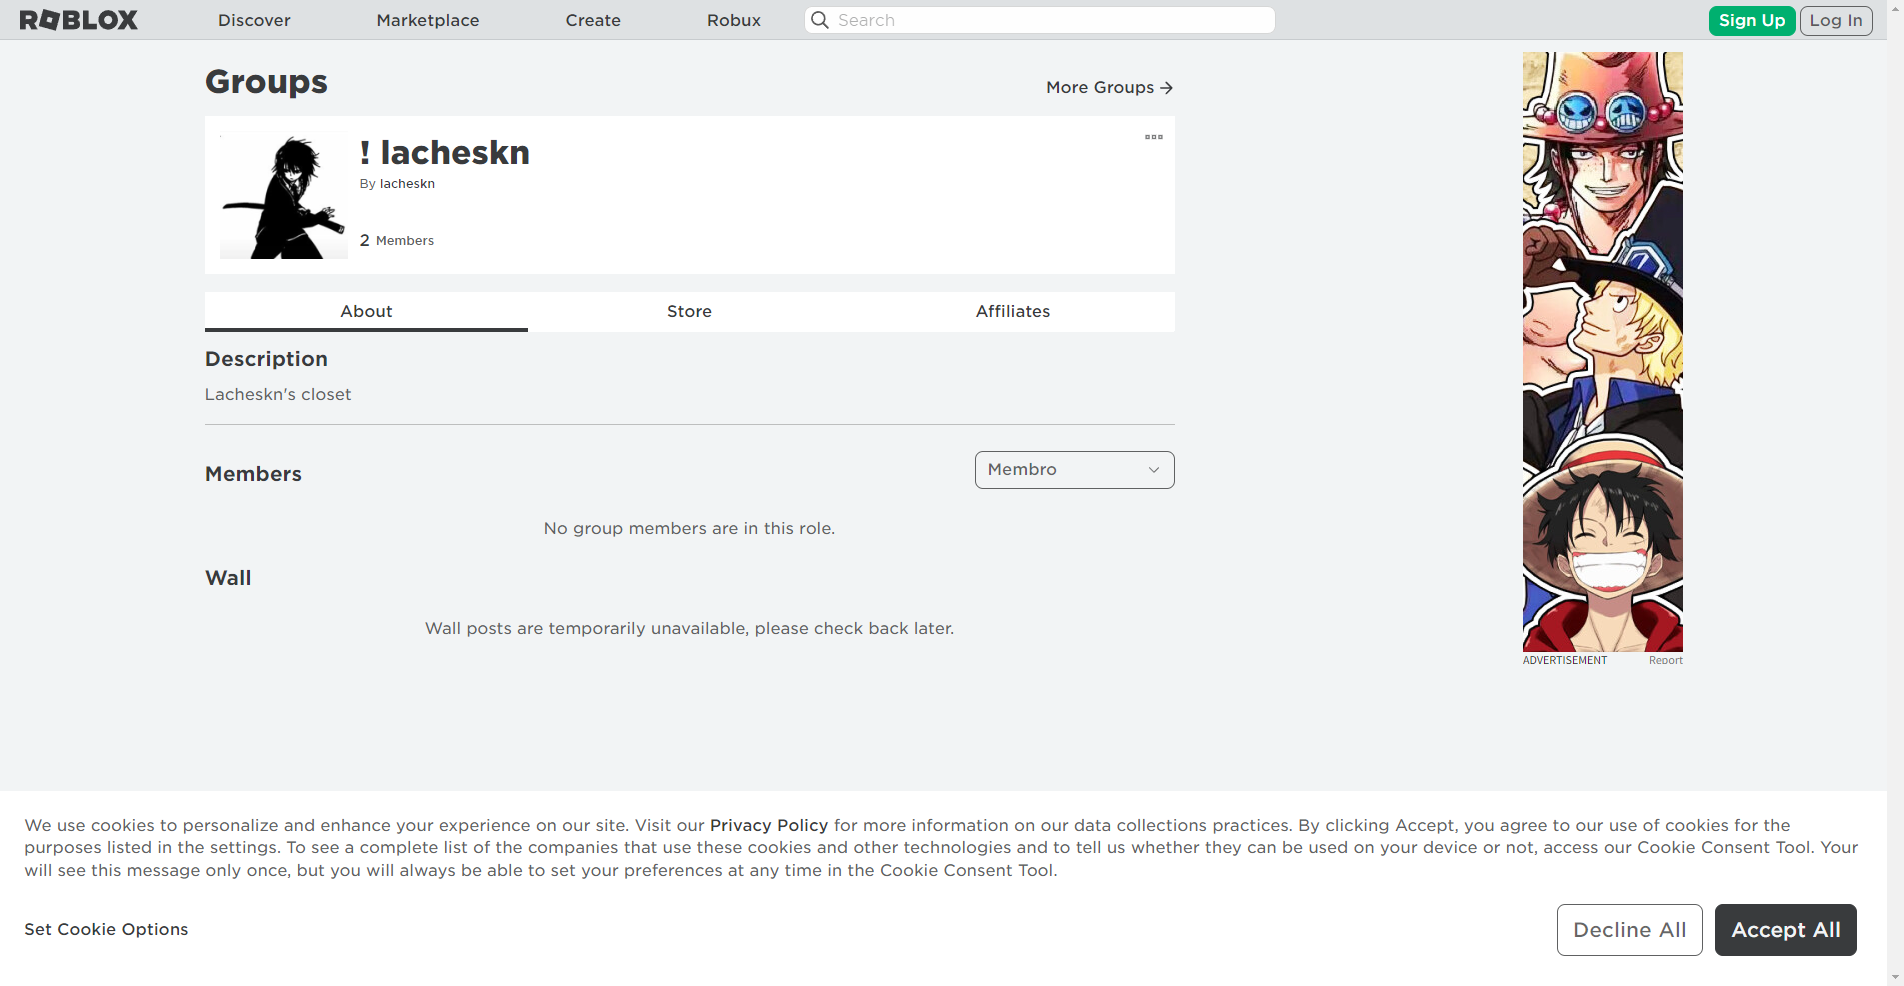 ROBLOX
Discover
Marketplace
Create
Robux
Search
Sign Up
Log In
Groups
More Groups
! lacheskn
By lacheskn
2 Members
About
Store
Affiliates
Description
Lacheskn's closet
Members
Membro
No group members are in this role.
Wall
Wall posts are temporarily unavailable, please check back later.
ADVERTISEMENT
Report
We use cookies to personalize and enhance your experience on our site. Visit our Privacy Policy for more information on our data collections practices. By clicking Accept, you agree to our use of cookies for the
purposes listed in the settings. To see a complete list of the companies that use these cookies and other technologies and to tell us whether they can be used on your device or not, access our Cookie Consent Tool. Your
will see this message only once, but you will always be able to set your preferences at any time in the Cookie Consent Tool.
Set Cookie Options
Decline All
Accept All